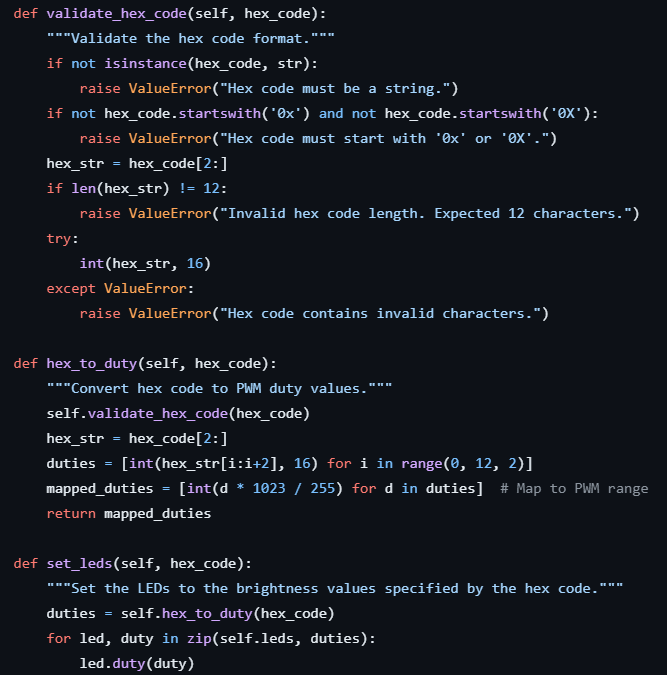 def validate_hex_code(self, hex_code):
    """Validate the hex code format."""
    if not isinstance(hex_code, str):
        raise ValueError("Hex code must be a string.")
    if not hex_code.startswith('0x') and not hex_code.startswith('0X'):
        raise ValueError("Hex code must start with '0x' or '0X'.")
    hex_str = hex_code[2:]
    if len(hex_str) != 12:
        raise ValueError("Invalid hex code length. Expected 12 characters.")
    try:
        int(hex_str, 16)
    except ValueError:
        raise ValueError("Hex code contains invalid characters.")

def hex_to_duty(self, hex_code):
    """Convert hex code to PWM duty values."""
    self.validate_hex_code(hex_code)
    hex_str = hex_code[2:]
    duties = [int(hex_str[i:i+2], 16) for i in range(0, 12, 2)]
    mapped_duties = [int(d * 1023 / 255) for d in duties]  # Map to PWM range
    return mapped_duties

def set_leds(self, hex_code):
    """Set the LEDs to the brightness values specified by the hex code."""
    duties = self.hex_to_duty(hex_code)
    for led, duty in zip(self.leds, duties):
        led.duty(duty)